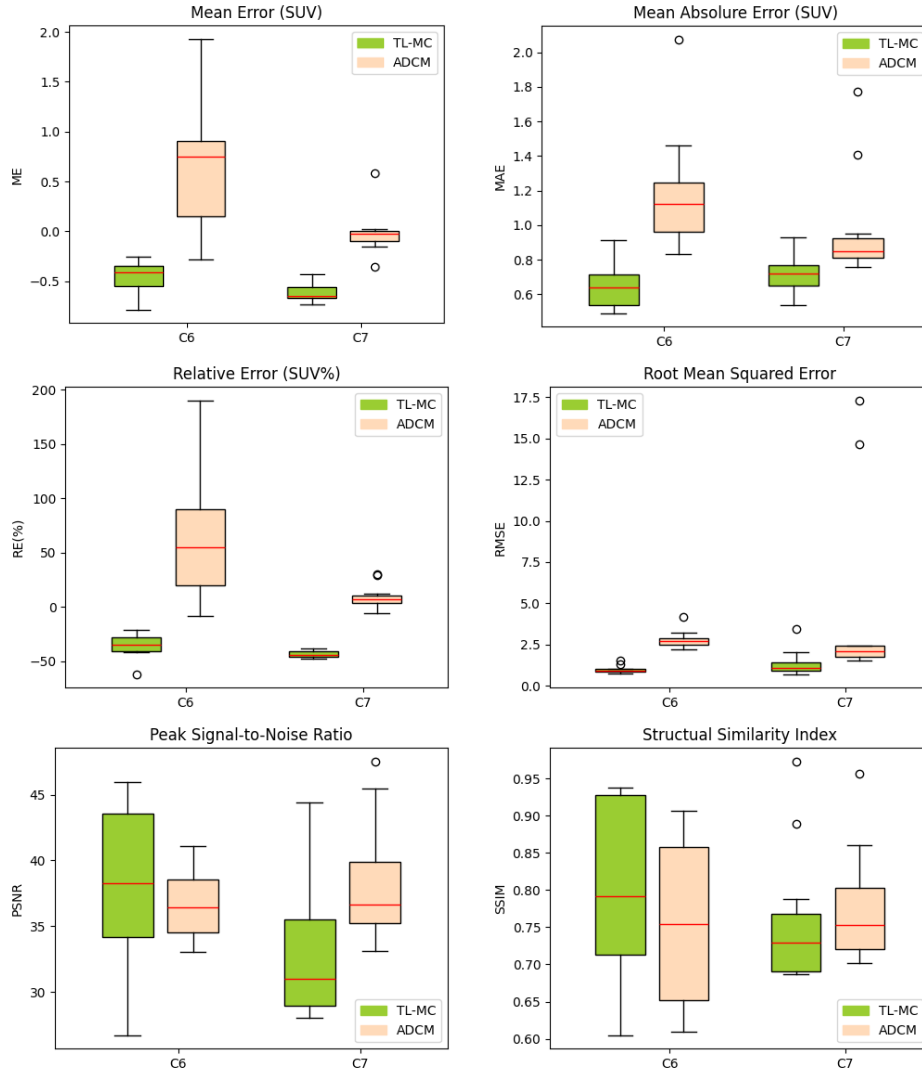 Mean Error (SUV)
2.0
1.5
1.0
0.5
0.0
−0.5
ME
TL-MC
ADCM
C6
C7
Mean Absolure Error (SUV)
2.0
1.8
1.6
1.4
1.2
1.0
0.8
0.6
MAE
TL-MC
ADCM
C6
C7
Relative Error (SUV%)
200
150
100
50
0
−50
RE(%)
TL-MC
ADCM
C6
C7
Root Mean Squared Error
17.5
15.0
12.5
10.0
7.5
5.0
2.5
0.0
RMSE
TL-MC
ADCM
C6
C7
Peak Signal-to-Noise Ratio
45
40
35
30
PSNR
TL-MC
ADCM
C6
C7
Structual Similarity Index
0.95
0.90
0.85
0.80
0.75
0.70
0.65
0.60
SSIM
TL-MC
ADCM
C6
C7